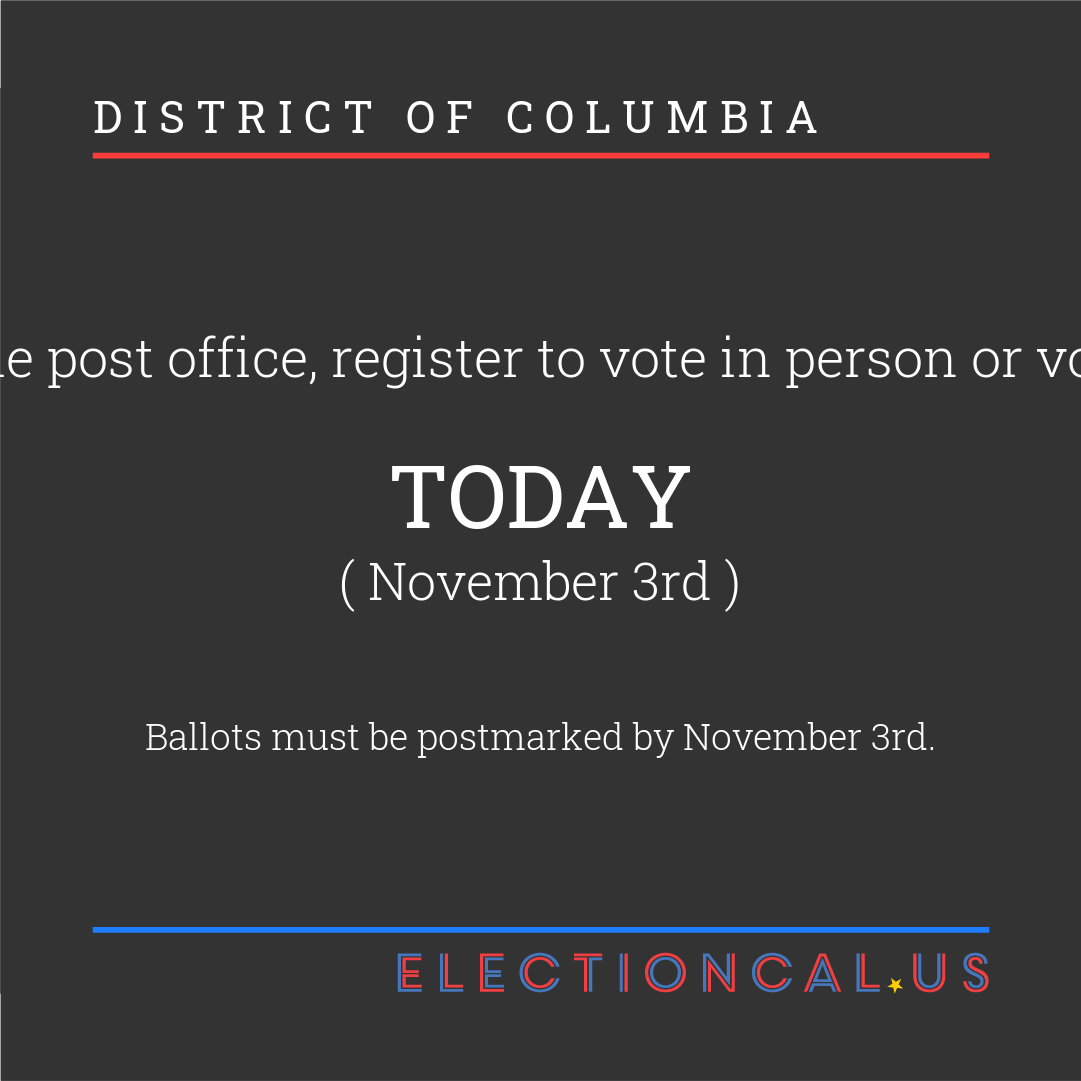 DISTRICT OF COLUMBIA
e post office, register to vote in person or vo
TODAY
( November 3rd )
Ballots must be postmarked by November 3rd.
ELECTIONCAL.US